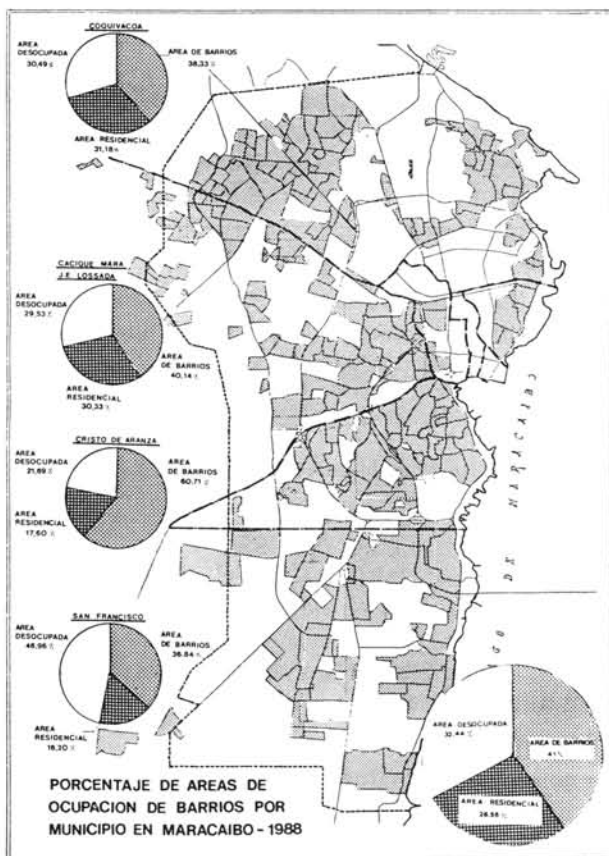 COQUIVACOA
AREA
DESOCUPADA
30,49 %
AREA DE BARRIOS
38,33 %
AREA RESIDENCIAL
31,18 %
CACIQUE MARA
J.E. LOSSADA
AREA
DESOCUPADA
29,53 %
AREA
DE BARRIOS
40,14 %
AREA
RESIDENCIAL
30,33 %
CRISTO DE ARANZA
AREA
DESOCUPADA
21,69 %
AREA
DE BARRIOS
60,71 %
AREA
RESIDENCIAL
17,60 %
SAN FRANCISCO
AREA
DESOCUPADA
46,96 %
AREA
DE BARRIOS
36,84 %
AREA
RESIDENCIAL
16,20 %
DE MARACAIBO
AREA DESOCUPADA
32,44 %
AREA DE BARRIOS
41 %
AREA RESIDENCIAL
26,56 %
PORCENTAJE DE AREAS DE
OCUPACION DE BARRIOS POR
MUNICIPIO EN MARACAIBO - 1988